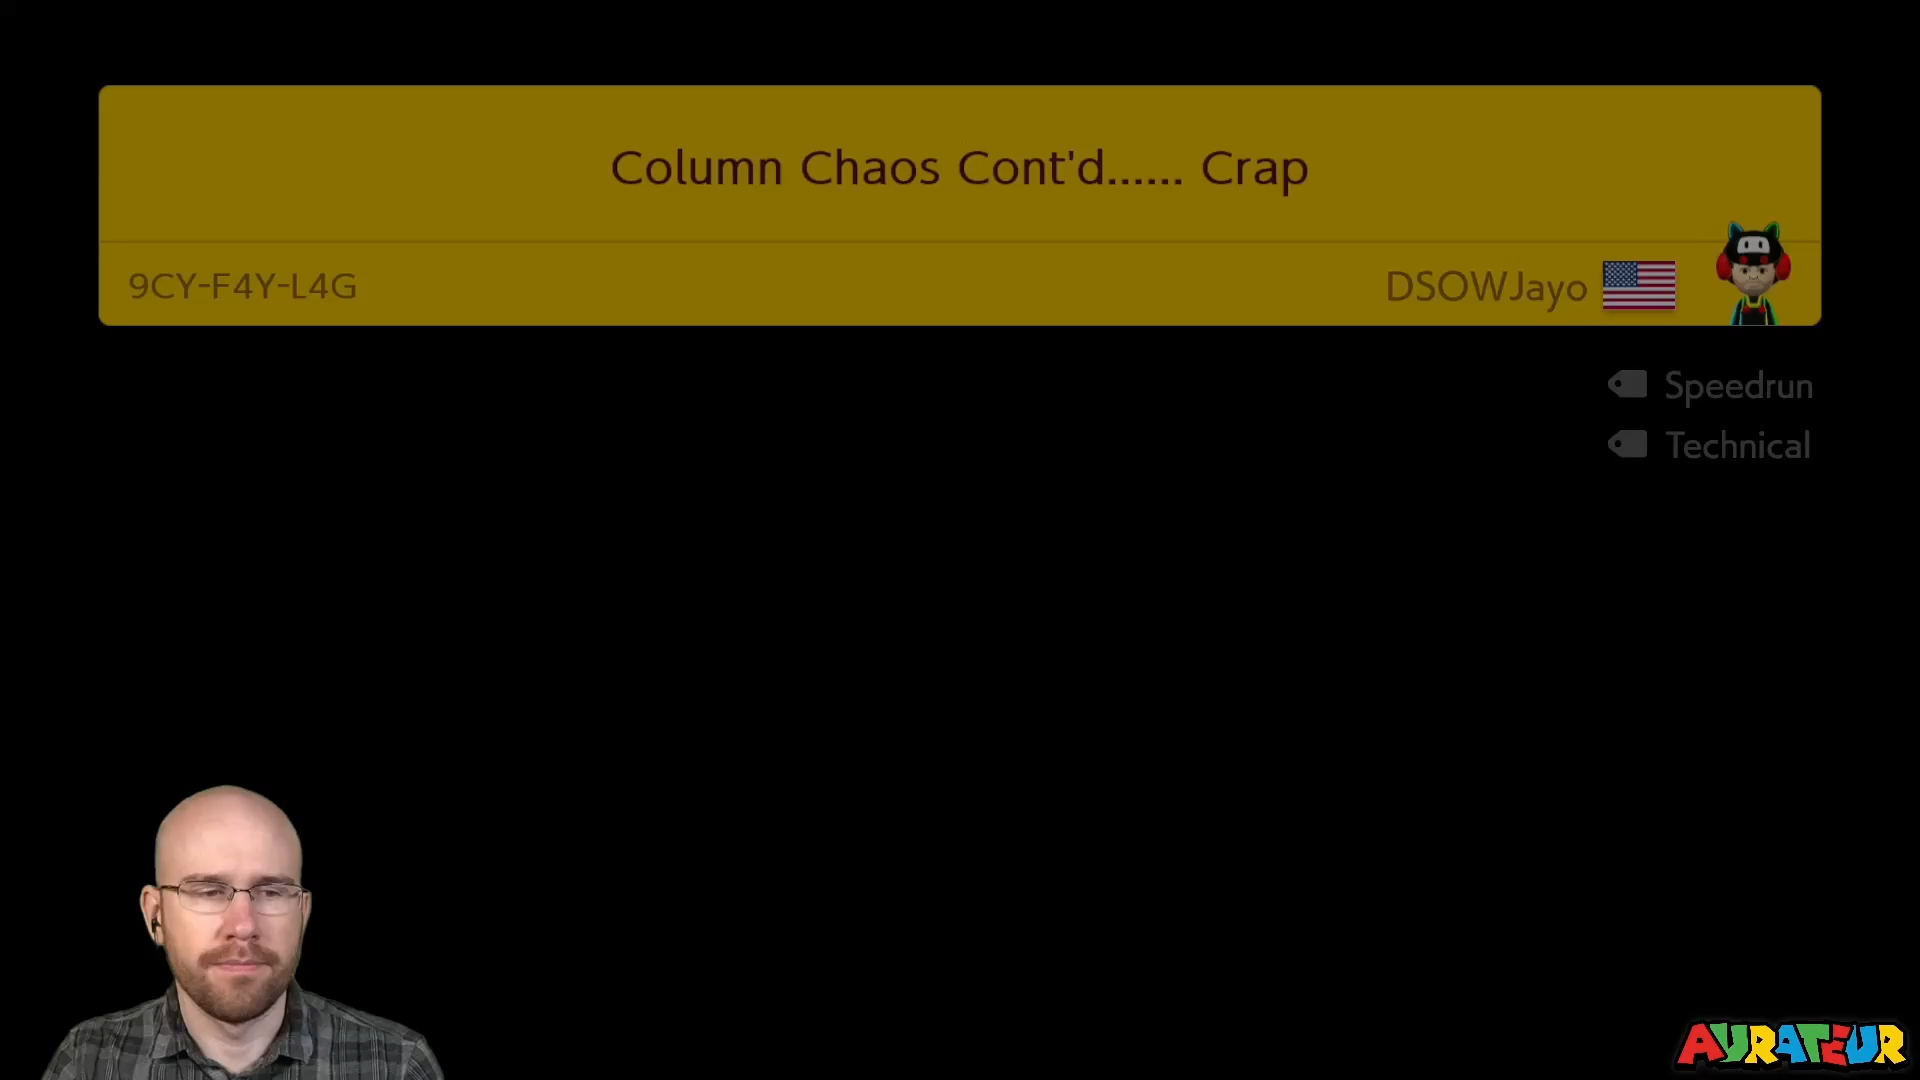 Column Chaos Cont'd...... Crap
9CY-F4Y-L4G
DSOWJayo
Speedrun
Technical
AURATEUR